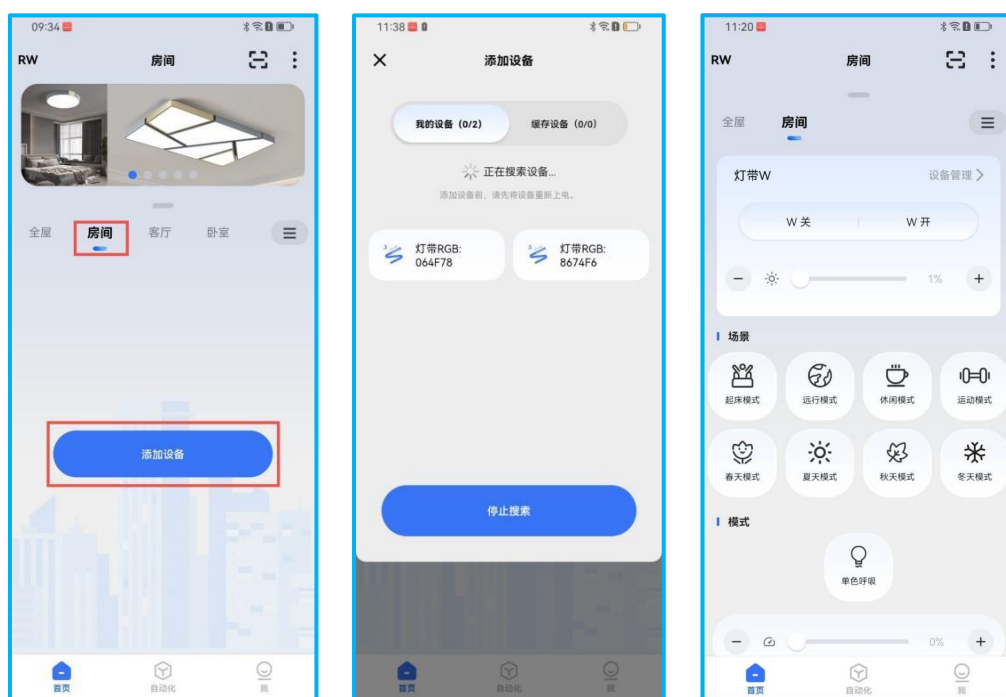 09:34
RW
房间
全屋
房间
客厅
卧室
添加设备
首页
自动化
我
11:38
添加设备
我的设备（0/2）
缓存设备（0/0）
正在搜索设备...
添加设备前，请先将设备重新上电。
灯带RGB:
064F78
灯带RGB:
8674F6
停止搜索
首页
自动化
我
11:20
RW
房间
全屋
房间
灯带W
设备管理
W 关
W 开
1%
场景
起床模式
远行模式
休闲模式
运动模式
春天模式
夏天模式
秋天模式
冬天模式
模式
单色呼吸
0%
首页
自动化
我